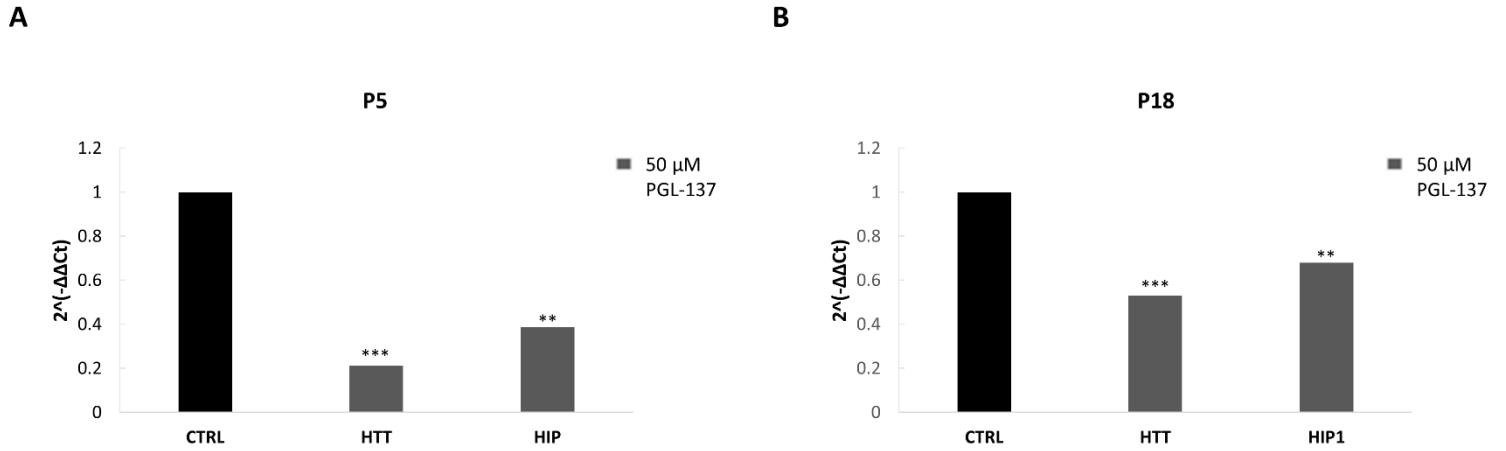 A
P5
1.2
1
0.8
0.6
0.4
0.2
0
2^(-ΔΔCt)
***
**
CTRL
HTT
HIP
50 µM
PGL-137
B
P18
1.2
1
0.8
0.6
0.4
0.2
0
2^(-ΔΔCt)
***
**
CTRL
HTT
HIP1
50 µM
PGL-137